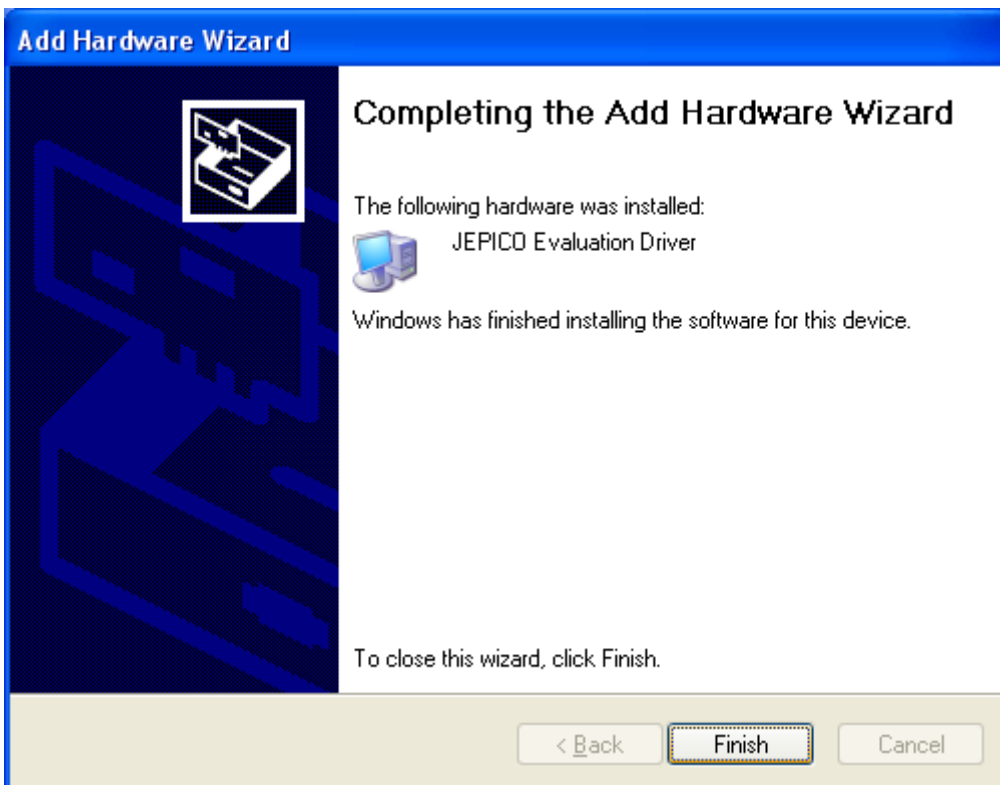 Add Hardware Wizard
Completing the Add Hardware Wizard
The following hardware was installed:
JEPICO Evaluation Driver
Windows has finished installing the software for this device.
To close this wizard, click Finish.
< Back Finish Cancel